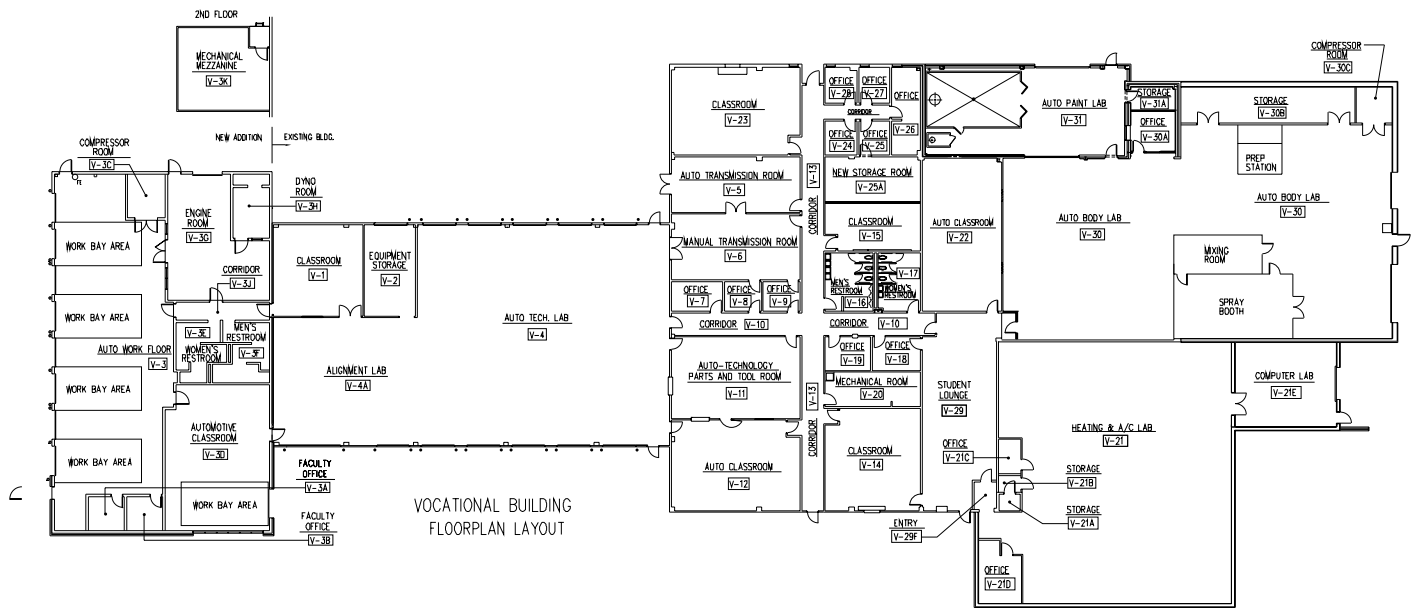 2ND FLOOR
MECHANICAL
MEZZANINE
V-3K
NEW ADDITION
EXISTING BLDG.
COMPRESSOR
ROOM
V-3C
FE
ENGINE
ROOM
V-3G
DYNO
ROOM
V-3H
WORK BAY AREA
CORRIDOR
V-3J
WORK BAY AREA
V-3E
WOMEN'S
RESTROOM
MEN'S
RESTROOM
V-3F
AUTO WORK FLOOR
V-3
WORK BAY AREA
AUTOMOTIVE
CLASSROOM
V-3D
WORK BAY AREA
WORK BAY AREA
FACULTY
OFFICE
V-3A
FACULTY
OFFICE
V-3B
CLASSROOM
V-1
EQUIPMENT
STORAGE
V-2
AUTO TECH. LAB
V-4
ALIGNMENT LAB
V-4A
VOCATIONAL BUILDING
FLOORPLAN LAYOUT
CLASSROOM
V-23
AUTO TRANSMISSION ROOM
V-5
MANUAL TRANSMISSION ROOM
V-6
OFFICE
V-7
OFFICE
V-8
OFFICE
V-9
CORRIDOR
V-10
AUTO-TECHNOLOGY
PARTS AND TOOL ROOM
V-11
AUTO CLASSROOM
V-12
CORRIDOR
V-13
CORRIDOR
V-13
OFFICE
V-28
OFFICE
V-27
CORRIDOR
OFFICE
V-26
OFFICE
V-24
OFFICE
V-25
NEW STORAGE ROOM
V-25A
CLASSROOM
V-15
MEN'S
RESTROOM
V-16
V-17
WOMEN'S
RESTROOM
CORRIDOR
V-10
OFFICE
V-19
OFFICE
V-18
MECHANICAL ROOM
V-20
CLASSROOM
V-14
AUTO CLASSROOM
V-22
STUDENT
LOUNGE
V-29
ENTRY
V-29F
AUTO PAINT LAB
V-31
STORAGE
V-31A
OFFICE
V-30A
STORAGE
V-30B
COMPRESSOR
ROOM
V-30C
PREP
STATION
AUTO BODY LAB
V-30
AUTO BODY LAB
V-30
MIXING
ROOM
SPRAY
BOOTH
COMPUTER LAB
V-21E
HEATING & A/C LAB
V-21
OFFICE
V-21C
STORAGE
V-21B
STORAGE
V-21A
OFFICE
V-21D